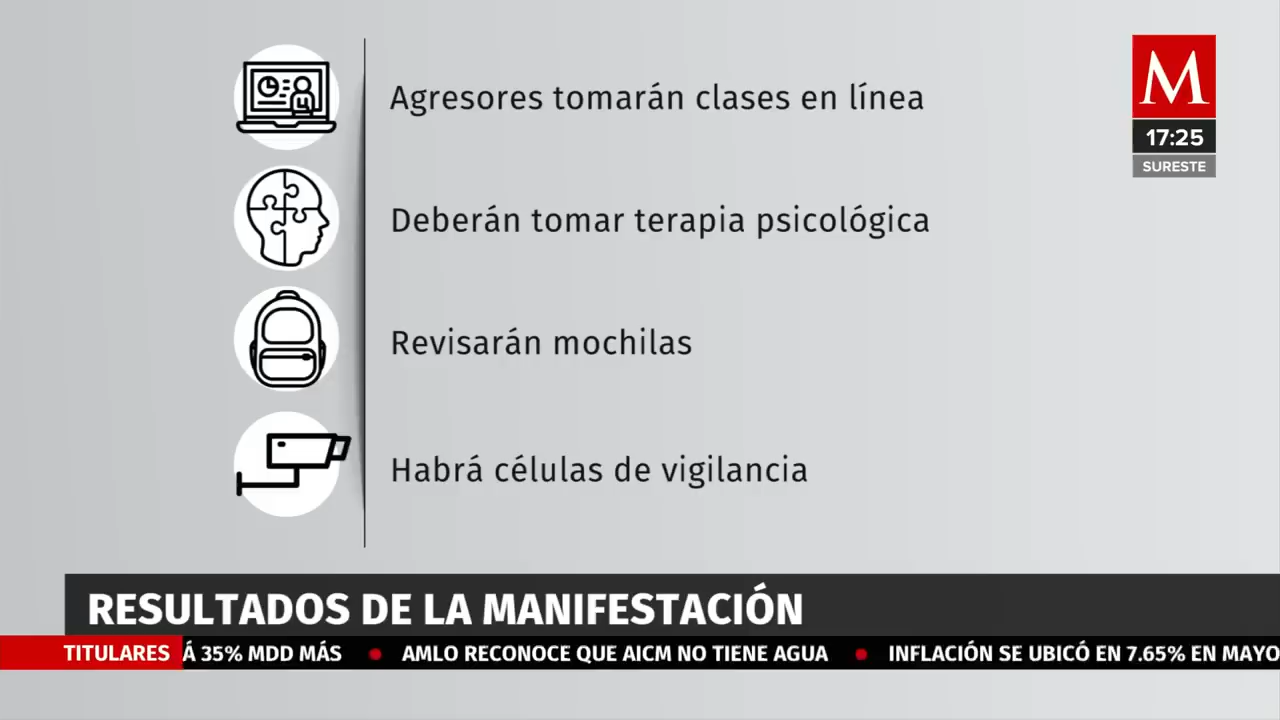 Agresores tomarán clases en línea
Deberán tomar terapia psicológica
Revisarán mochilas
Habrá células de vigilancia
M
17:25
SURESTE
RESULTADOS DE LA MANIFESTACIÓN
TITULARES Á 35% MDD MÁS • AMLO RECONOCE QUE AICM NO TIENE AGUA • INFLACIÓN SE UBICÓ EN 7.65% EN MAYO